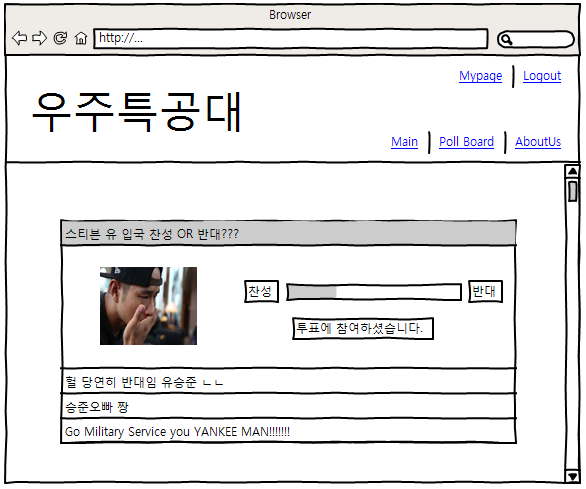 Browser
http://...
Mypage
Logout
우주특공대
Main
Poll Board
AboutUs
스티븐 유 입국 찬성 OR 반대???
찬성
반대
투표에 참여하셨습니다.
헐 당연히 반대임 유승준 ㄴㄴ
승준오빠 짱
Go Military Service you YANKEE MAN!!!!!!!